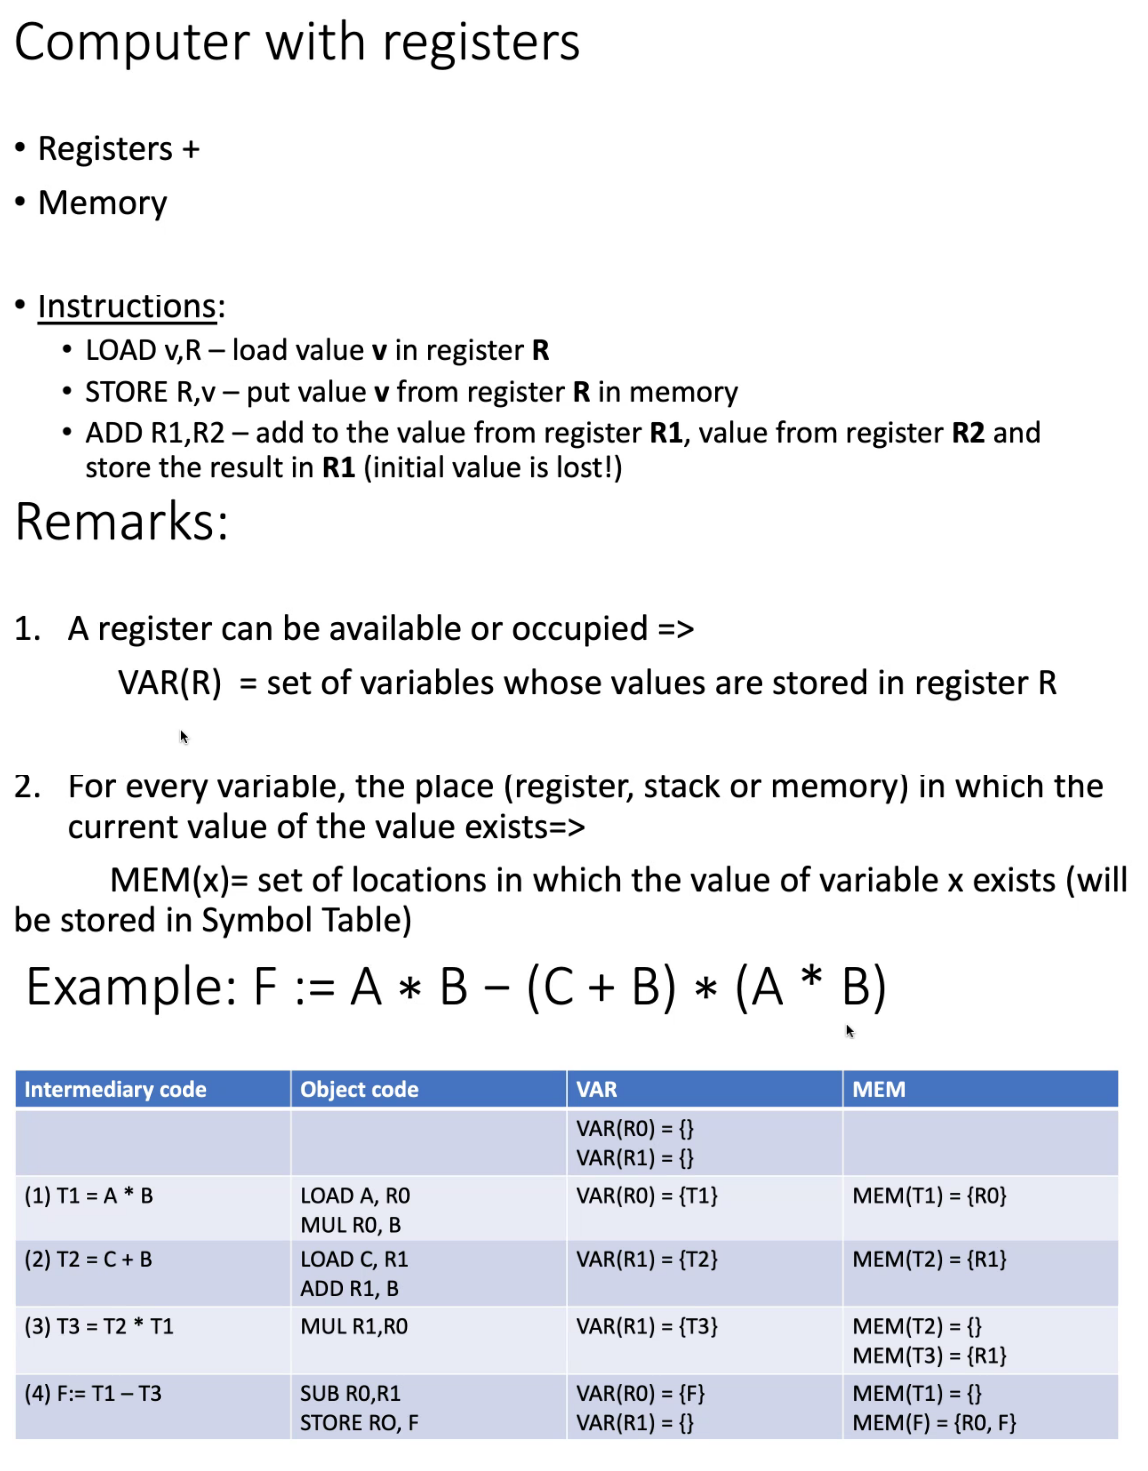 Computer with registers
• Registers +
• Memory
• Instructions:
• LOAD v,R – load value v in register R
• STORE R,v – put value v from register R in memory
• ADD R1,R2 – add to the value from register R1, value from register R2 and
store the result in R1 (initial value is lost!)
Remarks:
1. A register can be available or occupied =>
VAR(R) = set of variables whose values are stored in register R
2. For every variable, the place (register, stack or memory) in which the
current value of the value exists=>
MEM(x)= set of locations in which the value of variable x exists (will
be stored in Symbol Table)
Example: F := A * B – (C + B) * (A * B)
Intermediary code Object code VAR MEM
VAR(R0) = {}
VAR(R1) = {}
(1) T1 = A * B LOAD A, R0 VAR(R0) = {T1} MEM(T1) = {R0}
MUL R0, B
(2) T2 = C + B LOAD C, R1 VAR(R1) = {T2} MEM(T2) = {R1}
ADD R1, B
(3) T3 = T2 * T1 MUL R1,R0 VAR(R1) = {T3} MEM(T2) = {}
MEM(T3) = {R1}
(4) F:= T1 – T3 SUB R0,R1 VAR(R0) = {F} MEM(T1) = {}
STORE RO, F VAR(R1) = {} MEM(F) = {R0, F}